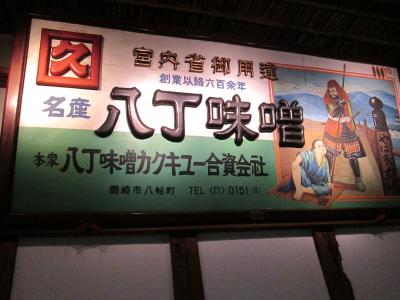 久
宮内省御用達
創業以降六百余年
名産 八丁味噌
本家 八丁味噌カクキュー合資会社
岡崎市八帖町 TEL (21) 0151